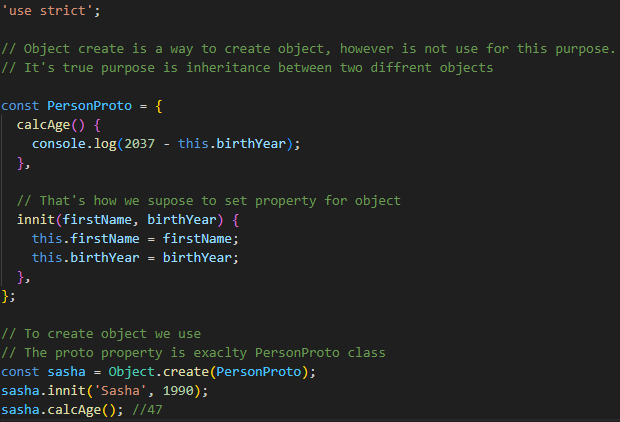 'use strict';
// Object create is a way to create object, however is not use for this purpose.
// It's true purpose is inheritance between two diffrent objects
const PersonProto = {
calcAge() {
console.log(2037 - this.birthYear);
},
// That's how we supose to set property for object
innit(firstName, birthYear) {
this.firstName = firstName;
this.birthYear = birthYear;
},
};
// To create object we use
// The proto property is exaclty PersonProto class
const sasha = Object.create(PersonProto);
sasha.innit('Sasha', 1990);
sasha.calcAge(); //47